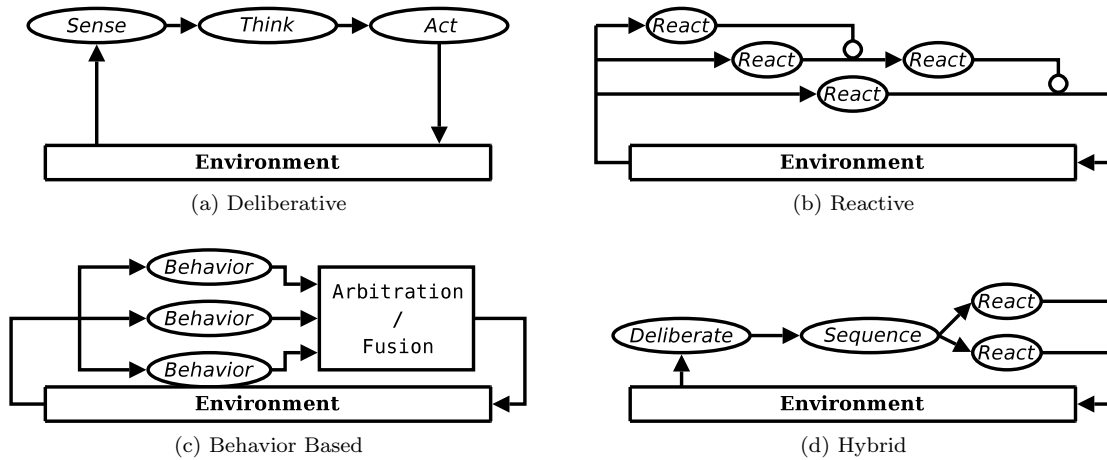 Sense
Think
Act
Environment
(a) Deliberative
React
React
React
React
Environment
(b) Reactive
Behavior
Behavior
Behavior
Arbitration
/
Fusion
Environment
(c) Behavior Based
Deliberate
Sequence
React
React
Environment
(d) Hybrid